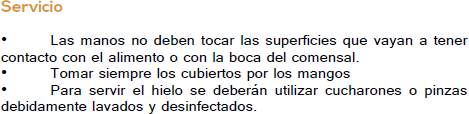 Servicio
• Las manos no deben tocar las superficies que vayan a tener
contacto con el alimento o con la boca del comensal.
• Tomar siempre los cubiertos por los mangos
• Para servir el hielo se deberán utilizar cucharones o pinzas
debidamente lavados y desinfectados.